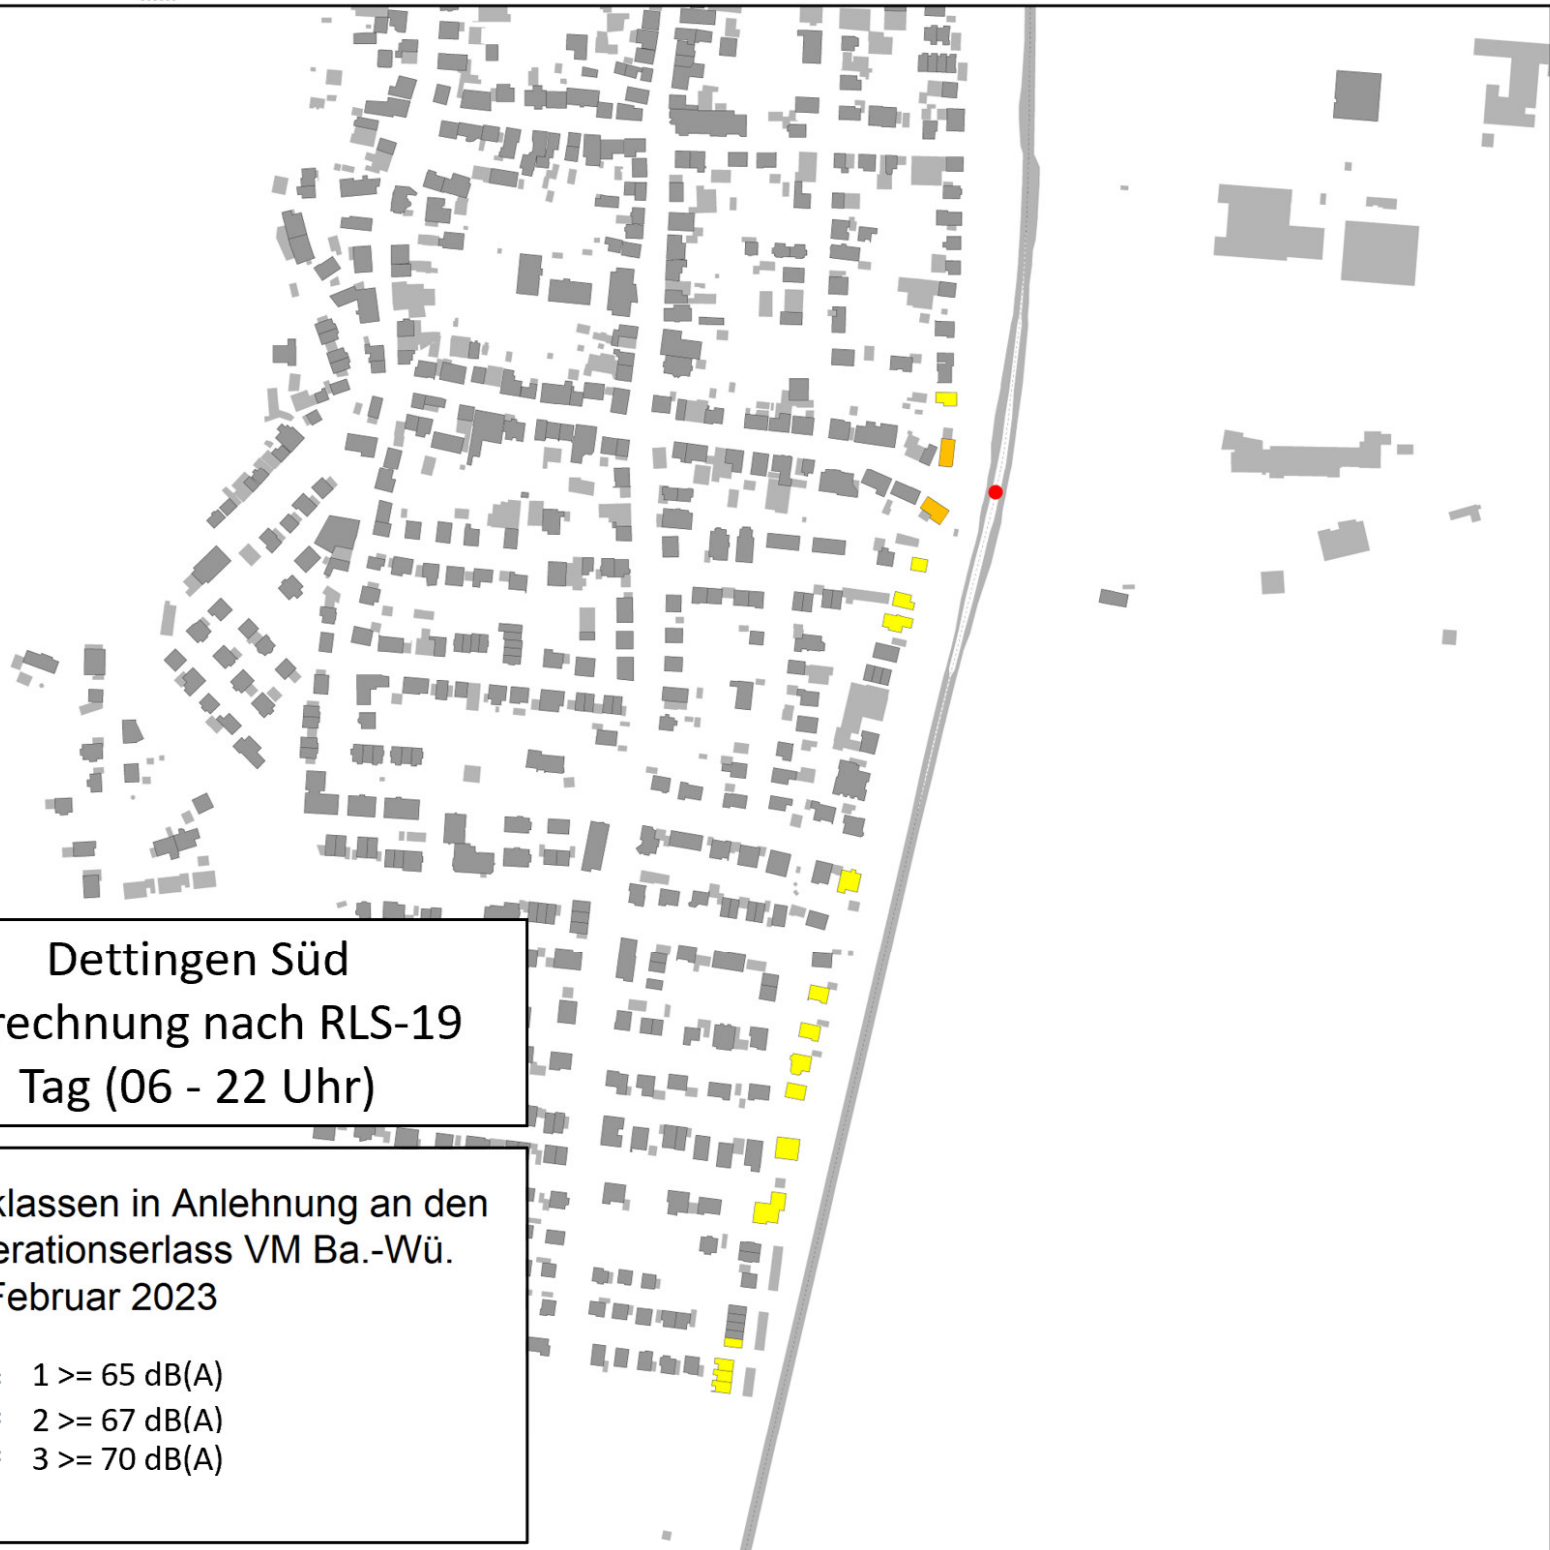 Dettingen Süd
rechnung nach RLS-19
Tag (06 - 22 Uhr)
klassen in Anlehnung an den
erationserlass VM Ba.-Wü.
Februar 2023
1 >= 65 dB(A)
2 >= 67 dB(A)
3 >= 70 dB(A)